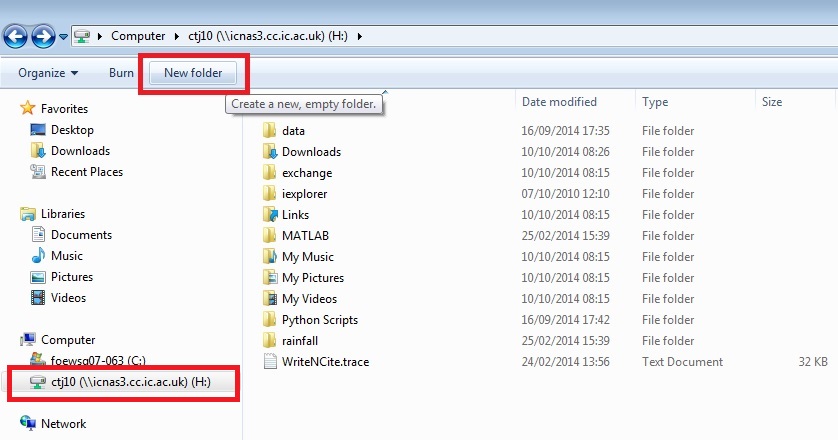 Computer ctj10 (\\icnas3.cc.ic.ac.uk) (H:)
Organize Burn New folder
Create a new, empty folder.
Date modified Type Size
Favorites
Desktop
Downloads
Recent Places
Libraries
Documents
Music
Pictures
Videos
Computer
foewsg07-063 (C:)
ctj10 (\\icnas3.cc.ic.ac.uk) (H:)
Network
data 16/09/2014 17:35 File folder
Downloads 10/10/2014 08:26 File folder
exchange 10/10/2014 08:15 File folder
iexplorer 07/10/2010 12:10 File folder
Links 10/10/2014 08:15 File folder
MATLAB 25/02/2014 15:39 File folder
My Music 10/10/2014 08:15 File folder
My Pictures 10/10/2014 08:15 File folder
My Videos 10/10/2014 08:15 File folder
Python Scripts 16/09/2014 17:42 File folder
rainfall 25/02/2014 15:39 File folder
WriteNCite.trace 24/02/2014 13:56 Text Document 32 KB